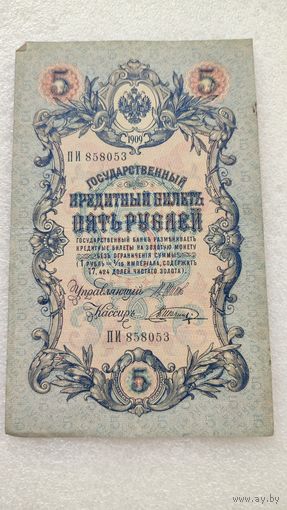 5 5
1909
ПИ 858053
ГОСУДАРСТВЕННЫЙ
КРЕДИТНЫЙ БИЛЕТЪ
ПЯТЬ РУБЛЕЙ
ГОСУДАРСТВЕННЫЙ БАНКЪ РАЗМѢНИВАЕТЪ
КРЕДИТНЫЕ БИЛЕТЫ НА ЗОЛОТУЮ МОНЕТУ
БЕЗЪ ОГРАНИЧЕНІЯ СУММЫ
(1 РУБЛЬ = 1/15 ИМПЕРІАЛА, СОДЕРЖИТЪ
17,424 ДОЛЕЙ ЧИСТАГО ЗОЛОТА).
Управляющій
Кассиръ
ПИ 858053
5
www.ay.by